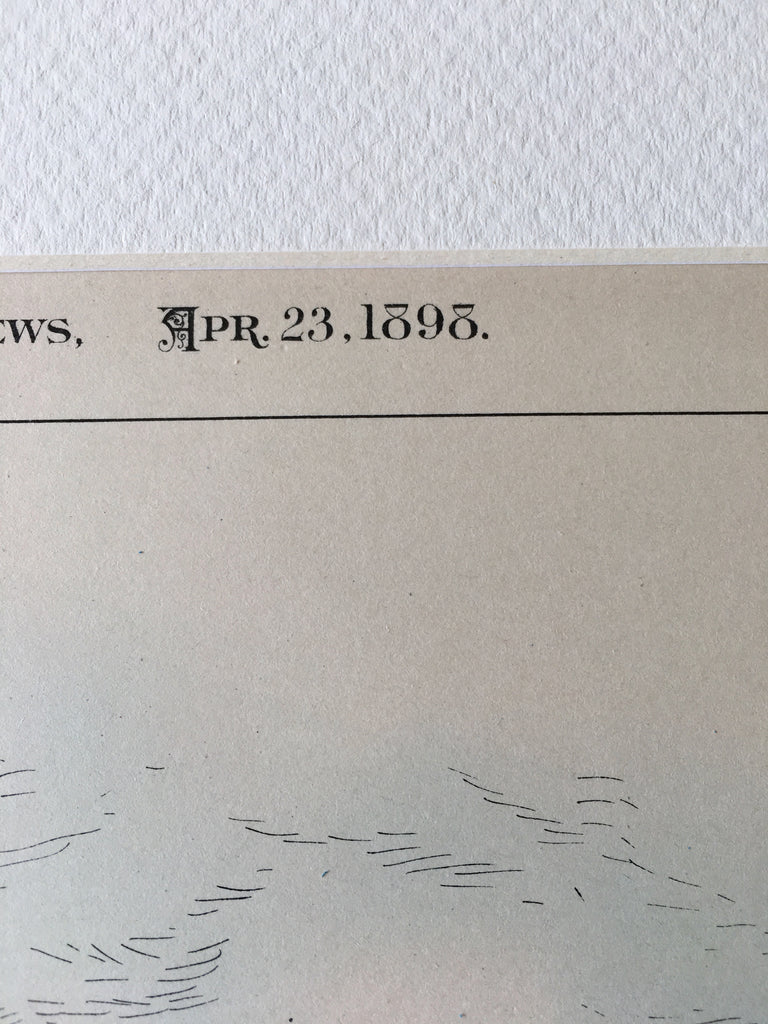 EWS, APR. 23, 1898.